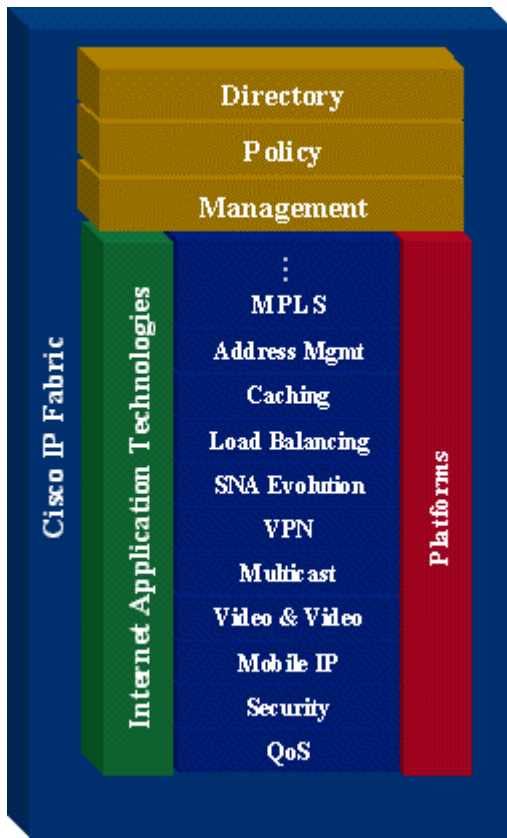 Directory
Policy
Management
Cisco IP Fabric
Internet Application Technologies
⋮
MPLS
Address Mgmt
Caching
Load Balancing
SNA Evolution
VPN
Multicast
Video & Video
Mobile IP
Security
QoS
Platforms